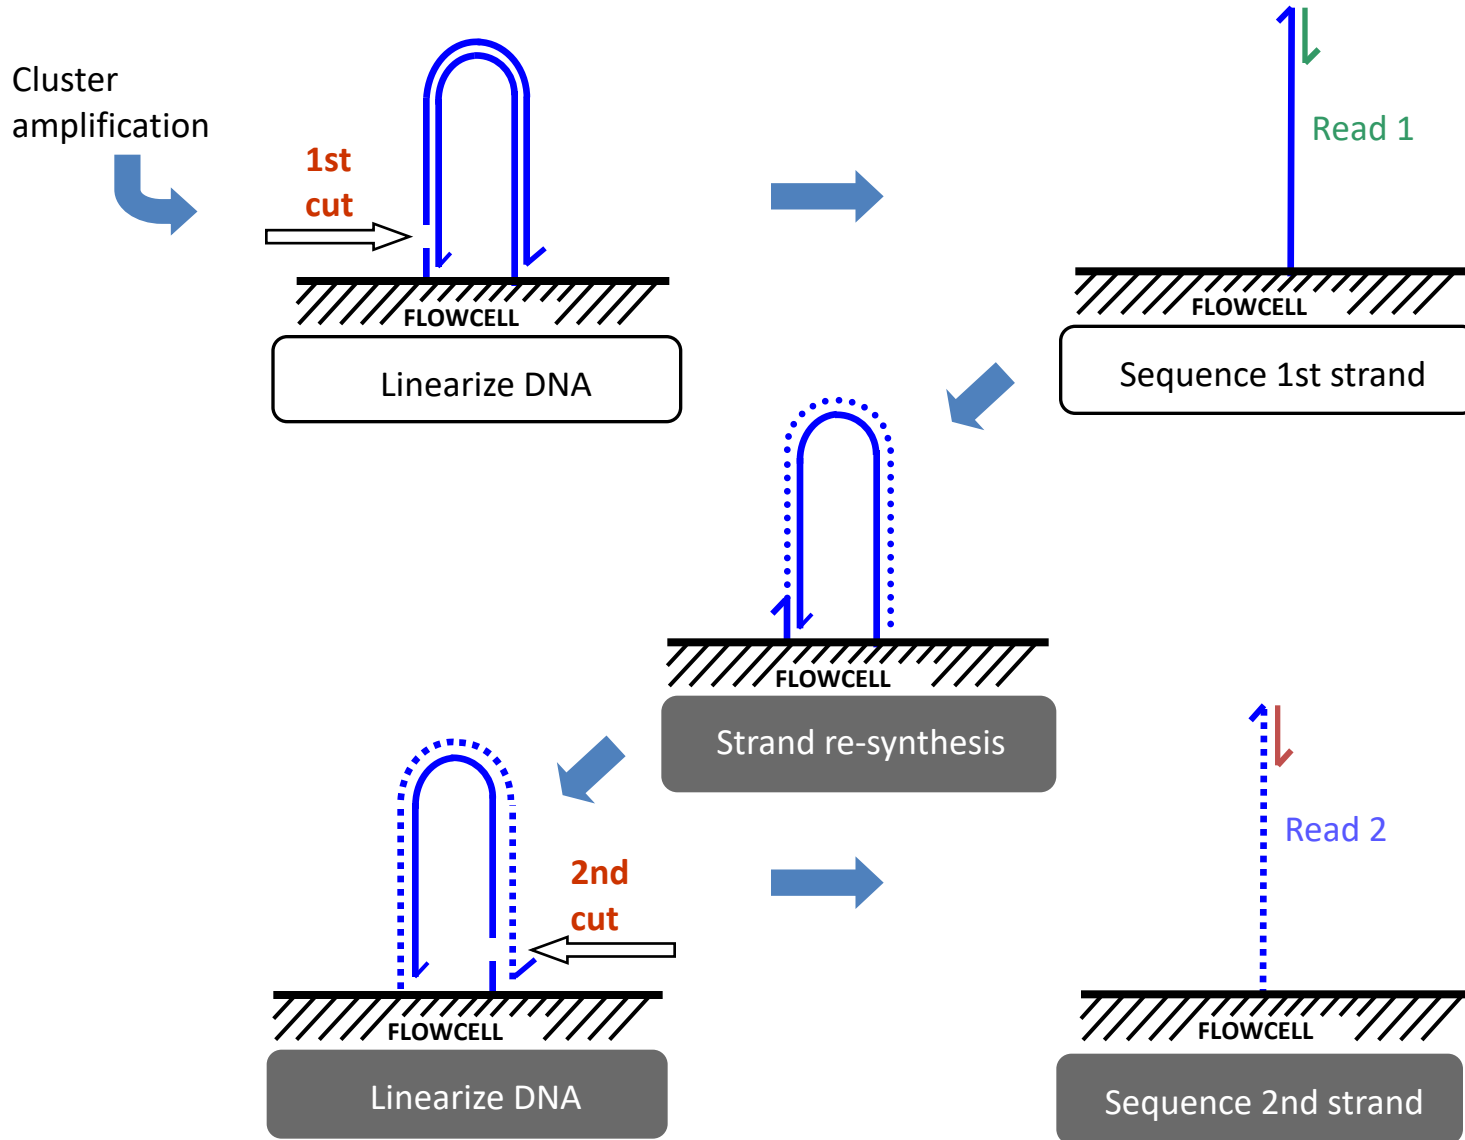 Cluster
amplification
1st
cut
FLOWCELL
Linearize DNA
Read 1
FLOWCELL
Sequence 1st strand
FLOWCELL
Strand re-synthesis
2nd
cut
FLOWCELL
Linearize DNA
Read 2
FLOWCELL
Sequence 2nd strand